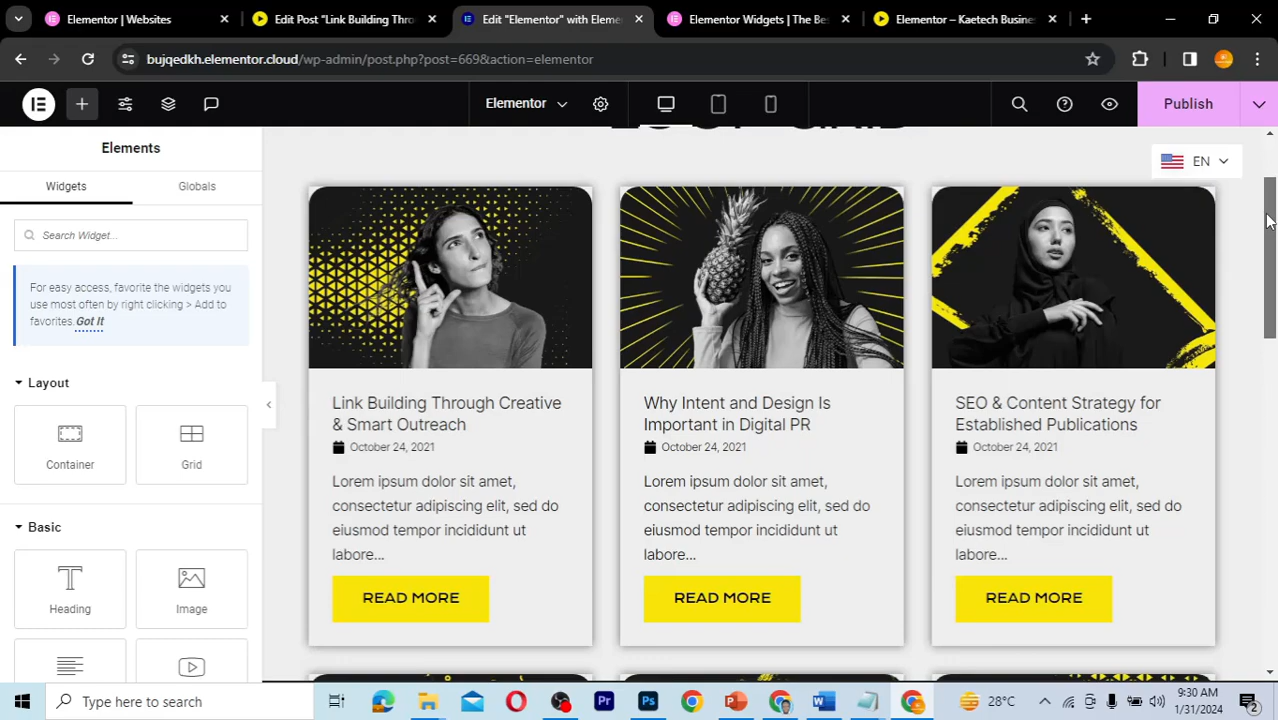 Elementor | Websites
Edit Post "Link Building Thro
Edit "Elementor" with Eleme
Elementor Widgets | The Be
Elementor – Kaetech Busine
bujqedkh.elementor.cloud/wp-admin/post.php?post=669&action=elementor
Elementor
Publish
Elements
Widgets
Globals
Search Widget...
For easy access, favorite the widgets you
use most often by right clicking > Add to
favorites. Got It
Layout
Container
Grid
Basic
Heading
Image
EN
Link Building Through Creative
& Smart Outreach
October 24, 2021
Lorem ipsum dolor sit amet,
consectetur adipiscing elit, sed do
eiusmod tempor incididunt ut
labore...
READ MORE
Why Intent and Design Is
Important in Digital PR
October 24, 2021
Lorem ipsum dolor sit amet,
consectetur adipiscing elit, sed do
eiusmod tempor incididunt ut
labore...
READ MORE
SEO & Content Strategy for
Established Publications
October 24, 2021
Lorem ipsum dolor sit amet,
consectetur adipiscing elit, sed do
eiusmod tempor incididunt ut
labore...
READ MORE
Type here to search
Pr
Ps
28°C
9:30 AM
1/31/2024
2